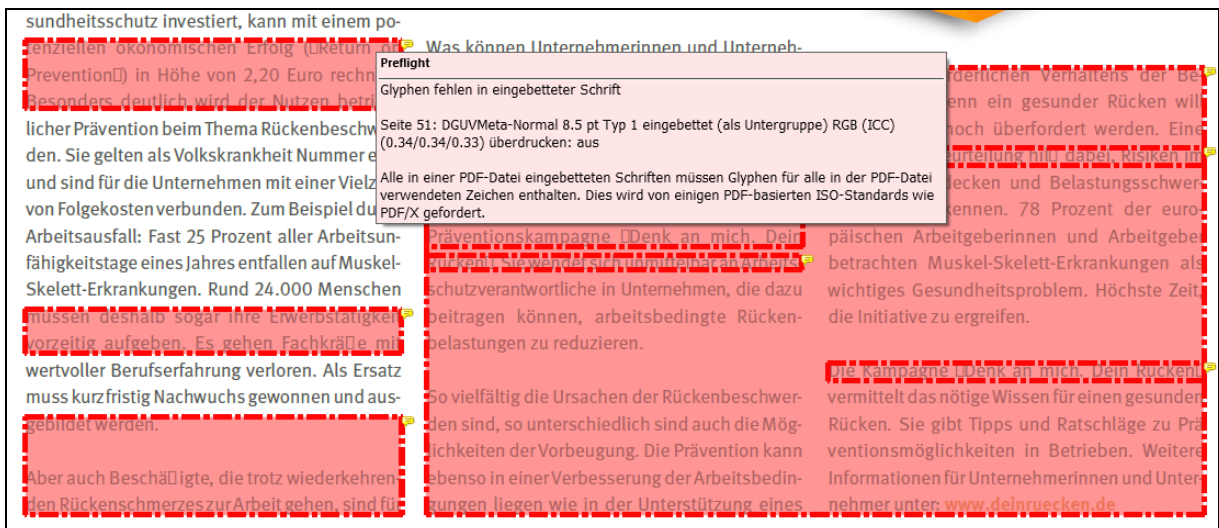 sundheitsschutz investiert, kann mit einem po-
tenziellen ökonomischen Erfolg (▯Return on
Prevention▯) in Höhe von 2,20 Euro rechn
Besonders deutlich wird der Nutzen betri
licher Prävention beim Thema Rückenbeschw
den. Sie gelten als Volkskrankheit Nummer e
und sind für die Unternehmen mit einer Vielz
von Folgekosten verbunden. Zum Beispiel du
Arbeitsausfall: Fast 25 Prozent aller Arbeitsun-
fähigkeitstage eines Jahres entfallen auf Muskel-
Skelett-Erkrankungen. Rund 24.000 Menschen
müssen deshalb sogar ihre Erwerbstätigkeit
vorzeitig aufgeben. Es gehen Fachkrä▯e mit
wertvoller Berufserfahrung verloren. Als Ersatz
muss kurzfristig Nachwuchs gewonnen und aus-
gebildet werden.
Aber auch Beschä▯igte, die trotz wiederkehren-
den Rückenschmerzes zur Arbeit gehen, sind für
Was können Unternehmerinnen und Unterneh-
Preflight
Glyphen fehlen in eingebetteter Schrift
Seite 51: DGUVMeta-Normal 8.5 pt Typ 1 eingebettet (als Untergruppe) RGB (ICC)
(0.34/0.34/0.33) überdrucken: aus
Alle in einer PDF-Datei eingebetteten Schriften müssen Glyphen für alle in der PDF-Datei
verwendeten Zeichen enthalten. Dies wird von einigen PDF-basierten ISO-Standards wie
PDF/X gefordert.
Präventionskampagne ▯Denk an mich. Dein
Rücken▯. Sie wendet sich unmittelbar an Arbeits-
schutzverantwortliche in Unternehmen, die dazu
beitragen können, arbeitsbedingte Rücken-
belastungen zu reduzieren.
So vielfältig die Ursachen der Rückenbeschwer-
den sind, so unterschiedlich sind auch die Mög-
lichkeiten der Vorbeugung. Die Prävention kann
ebenso in einer Verbesserung der Arbeitsbedin-
gungen liegen wie in der Unterstützung eines
rderlichen Verhaltens der Be-
enn ein gesunder Rücken will
noch überfordert werden. Eine
eurteilung hil▯ dabei, Risiken im
decken und Belastungsschwer-
kennen. 78 Prozent der euro-
päischen Arbeitgeberinnen und Arbeitgeber
betrachten Muskel-Skelett-Erkrankungen als
wichtiges Gesundheitsproblem. Höchste Zeit,
die Initiative zu ergreifen.
Die Kampagne ▯Denk an mich. Dein Rücken▯
vermittelt das nötige Wissen für einen gesunden
Rücken. Sie gibt Tipps und Ratschläge zu Prä
ventionsmöglichkeiten in Betrieben. Weitere
Informationen für Unternehmerinnen und Unter-
nehmer unter: www.deinruecken.de